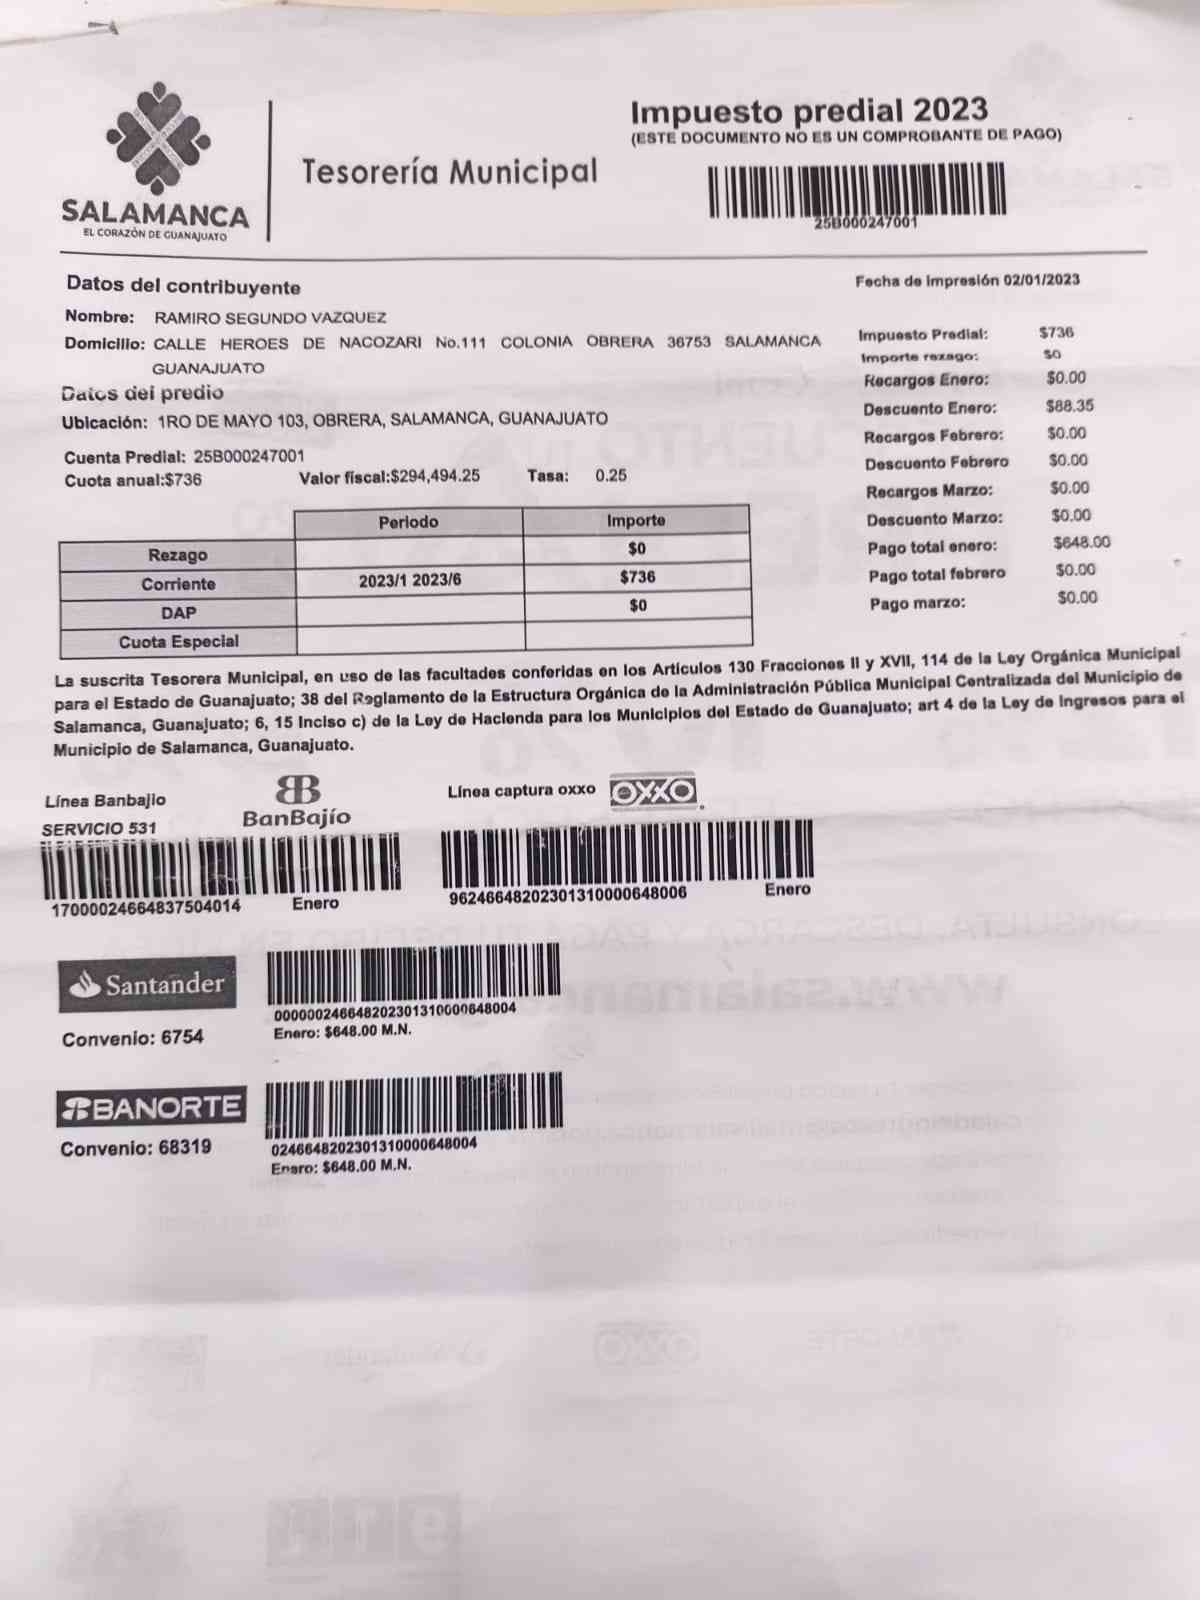 Impuesto predial 2023
(ESTE DOCUMENTO NO ES UN COMPROBANTE DE PAGO)
Tesorería Municipal
SALAMANCA
EL CORAZÓN DE GUANAJUATO
25B000247001
Datos del contribuyente
Fecha de Impresión 02/01/2023
Nombre: RAMIRO SEGUNDO VAZQUEZ
Domicilio: CALLE HEROES DE NACOZARI No.111 COLONIA OBRERA 36753 SALAMANCA
GUANAJUATO
Datos del predio
Ubicación: 1RO DE MAYO 103, OBRERA, SALAMANCA, GUANAJUATO
Cuenta Predial: 25B000247001
Cuota anual:$736 Valor fiscal:$294,494.25 Tasa: 0.25
Impuesto Predial: $736
Importe rezago: $0
Recargos Enero: $0.00
Descuento Enero: $88.35
Recargos Febrero: $0.00
Descuento Febrero $0.00
Recargos Marzo: $0.00
Descuento Marzo: $0.00
Pago total enero: $648.00
Pago total febrero $0.00
Pago marzo: $0.00
Periodo Importe
Rezago $0
Corriente 2023/1 2023/6 $736
DAP $0
Cuota Especial
La suscrita Tesorera Municipal, en uso de las facultades conferidas en los Artículos 130 Fracciones II y XVII, 114 de la Ley Orgánica Municipal
para el Estado de Guanajuato; 38 del Reglamento de la Estructura Orgánica de la Administración Pública Municipal Centralizada del Municipio de
Salamanca, Guanajuato; 6, 15 Inciso c) de la Ley de Hacienda para los Municipios del Estado de Guanajuato; art 4 de la Ley de Ingresos para el
Municipio de Salamanca, Guanajuato.
Línea Banbajio
SERVICIO 531
BanBajío
17000024664837504014 Enero
Línea captura oxxo OXXO
962466482023013100006480​06 Enero
Santander
Convenio: 6754
000000246648202301310000648004
Enero: $648.00 M.N.
BANORTE
Convenio: 68319
0246648202301310000648004
Enero: $648.00 M.N.